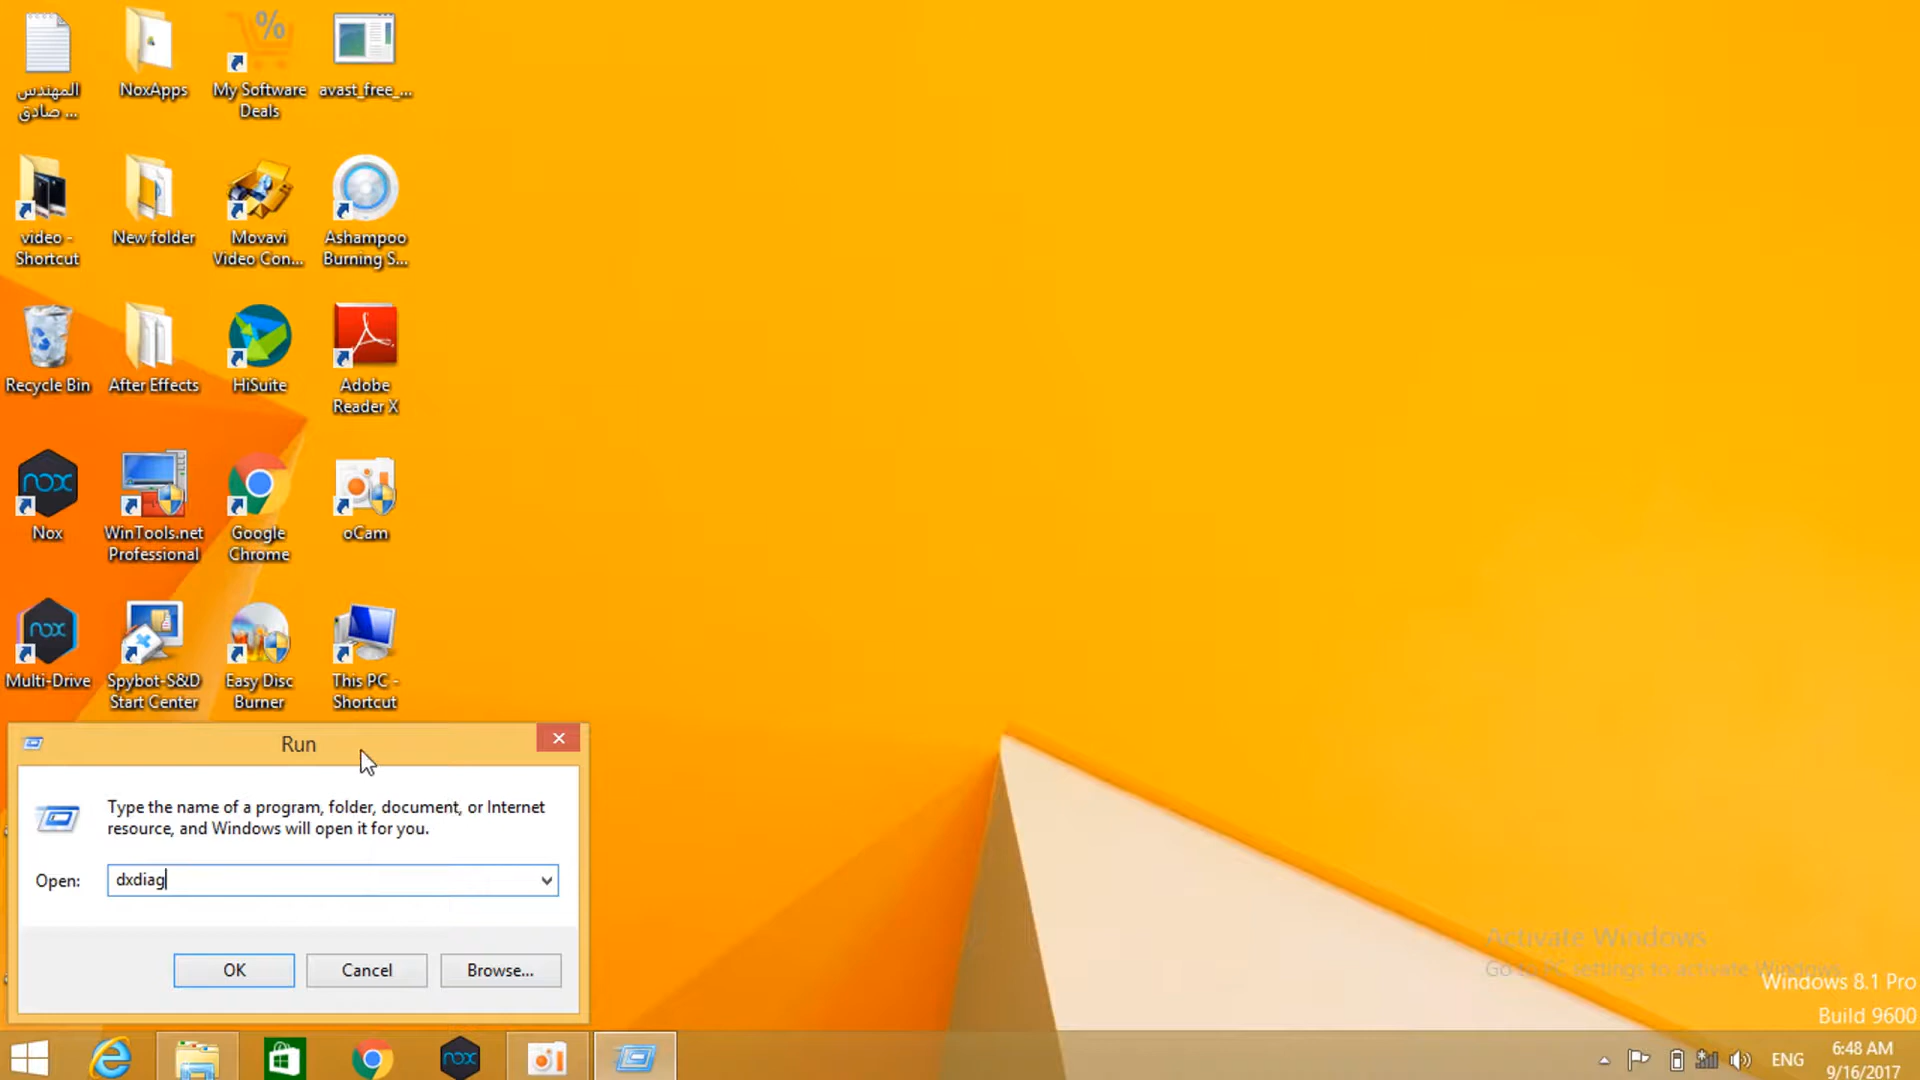 المهندس
صادق ...
NoxApps
My Software
Deals
avast_free_...
video -
Shortcut
New folder
Movavi
Video Con...
Ashampoo
Burning S...
Recycle Bin
After Effects
HiSuite
Adobe
Reader X
nox
Nox
WinTools.net
Professional
Google
Chrome
oCam
nox
Multi-Drive
Spybot-S&D
Start Center
Easy Disc
Burner
This PC -
Shortcut
Run
Type the name of a program, folder, document, or Internet
resource, and Windows will open it for you.
Open:
dxdiag
OK
Cancel
Browse...
Activate Windows
Go to PC settings to activate Windows.
Windows 8.1 Pro
Build 9600
nox
ENG
6:48 AM
9/16/2017